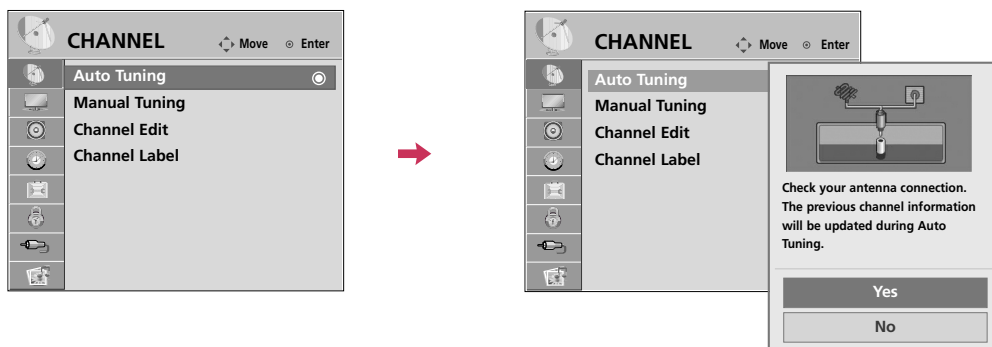 CHANNEL Move Enter
Auto Tuning
Manual Tuning
Channel Edit
Channel Label
CHANNEL Move Enter
Auto Tuning
Manual Tuning
Channel Edit
Channel Label
Check your antenna connection.
The previous channel information
will be updated during Auto
Tuning.
Yes
No